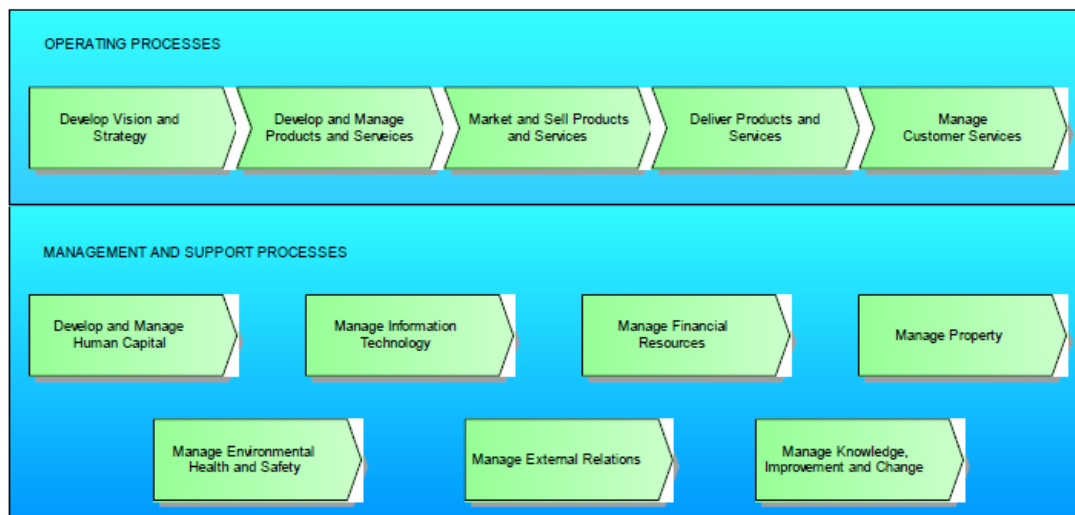 OPERATING PROCESSES
Develop Vision and
Strategy
Develop and Manage
Products and Serveices
Market and Sell Products
and Services
Deliver Products and
Services
Manage
Customer Services
MANAGEMENT AND SUPPORT PROCESSES
Develop and Manage
Human Capital
Manage Information
Technology
Manage Financial
Resources
Manage Property
Manage Environmental
Health and Safety
Manage External Relations
Manage Knowledge,
Improvement and Change